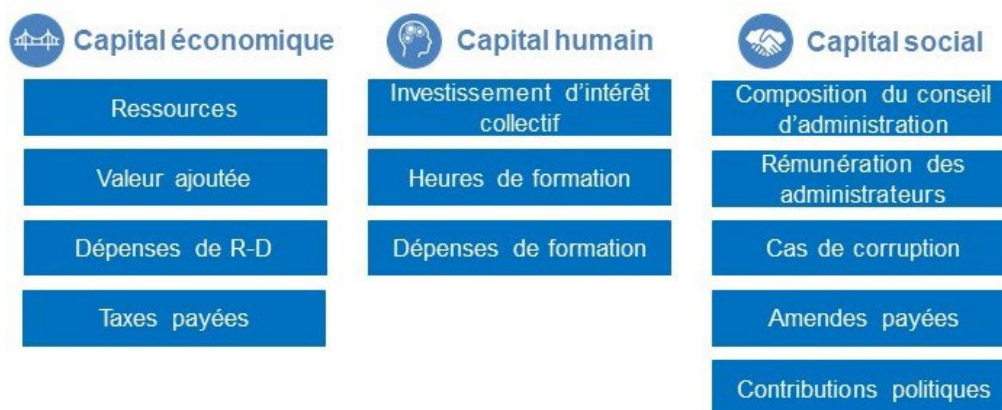 Capital économique
Ressources
Valeur ajoutée
Dépenses de R-D
Taxes payées
Capital humain
Investissement d'intérêt
collectif
Heures de formation
Dépenses de formation
Capital social
Composition du conseil
d'administration
Rémunération des
administrateurs
Cas de corruption
Amendes payées
Contributions politiques